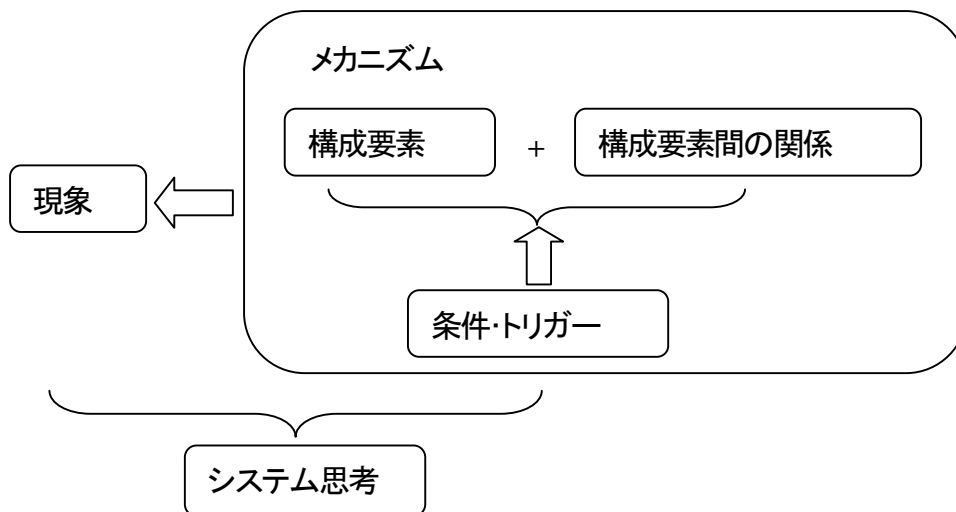 メカニズム
構成要素 + 構成要素間の関係
現象
条件・トリガー
システム思考